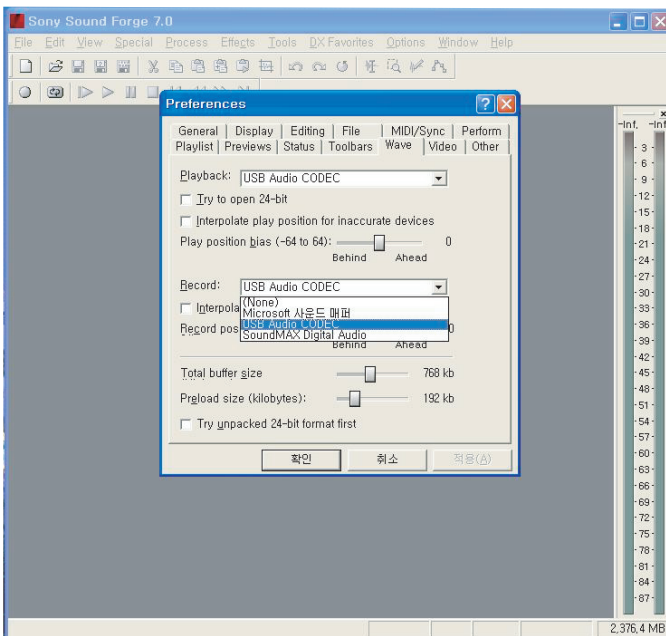 Sony Sound Forge 7.0
File Edit View Special Process Effects Tools DX Favorites Options Window Help
Preferences
General Display Editing File MIDI/Sync Perform
Playlist Previews Status Toolbars Wave Video Other
Playback: USB Audio CODEC
Try to open 24-bit
Interpolate play position for inaccurate devices
Play position bias (-64 to 64): 0
Behind Ahead
Record: USB Audio CODEC
(None)
Interpola
Microsoft 사운드 매퍼
USB Audio CODEC
Record pos 0
SoundMAX Digital Audio
Behind Ahead
Total buffer size 768 kb
Preload size (kilobytes): 192 kb
Try unpacked 24-bit format first
확인 취소 적용(A)
-Inf. -Inf
- 3 -
- 6 -
- 9 -
-12-
-15-
-18-
-21-
-24-
-27-
-30-
-33-
-36-
-39-
-42-
-45-
-48-
-51-
-54-
-57-
-60-
-63-
-66-
-69-
-72-
-75-
-78-
-81-
-84-
-87-
2,376.4 MB